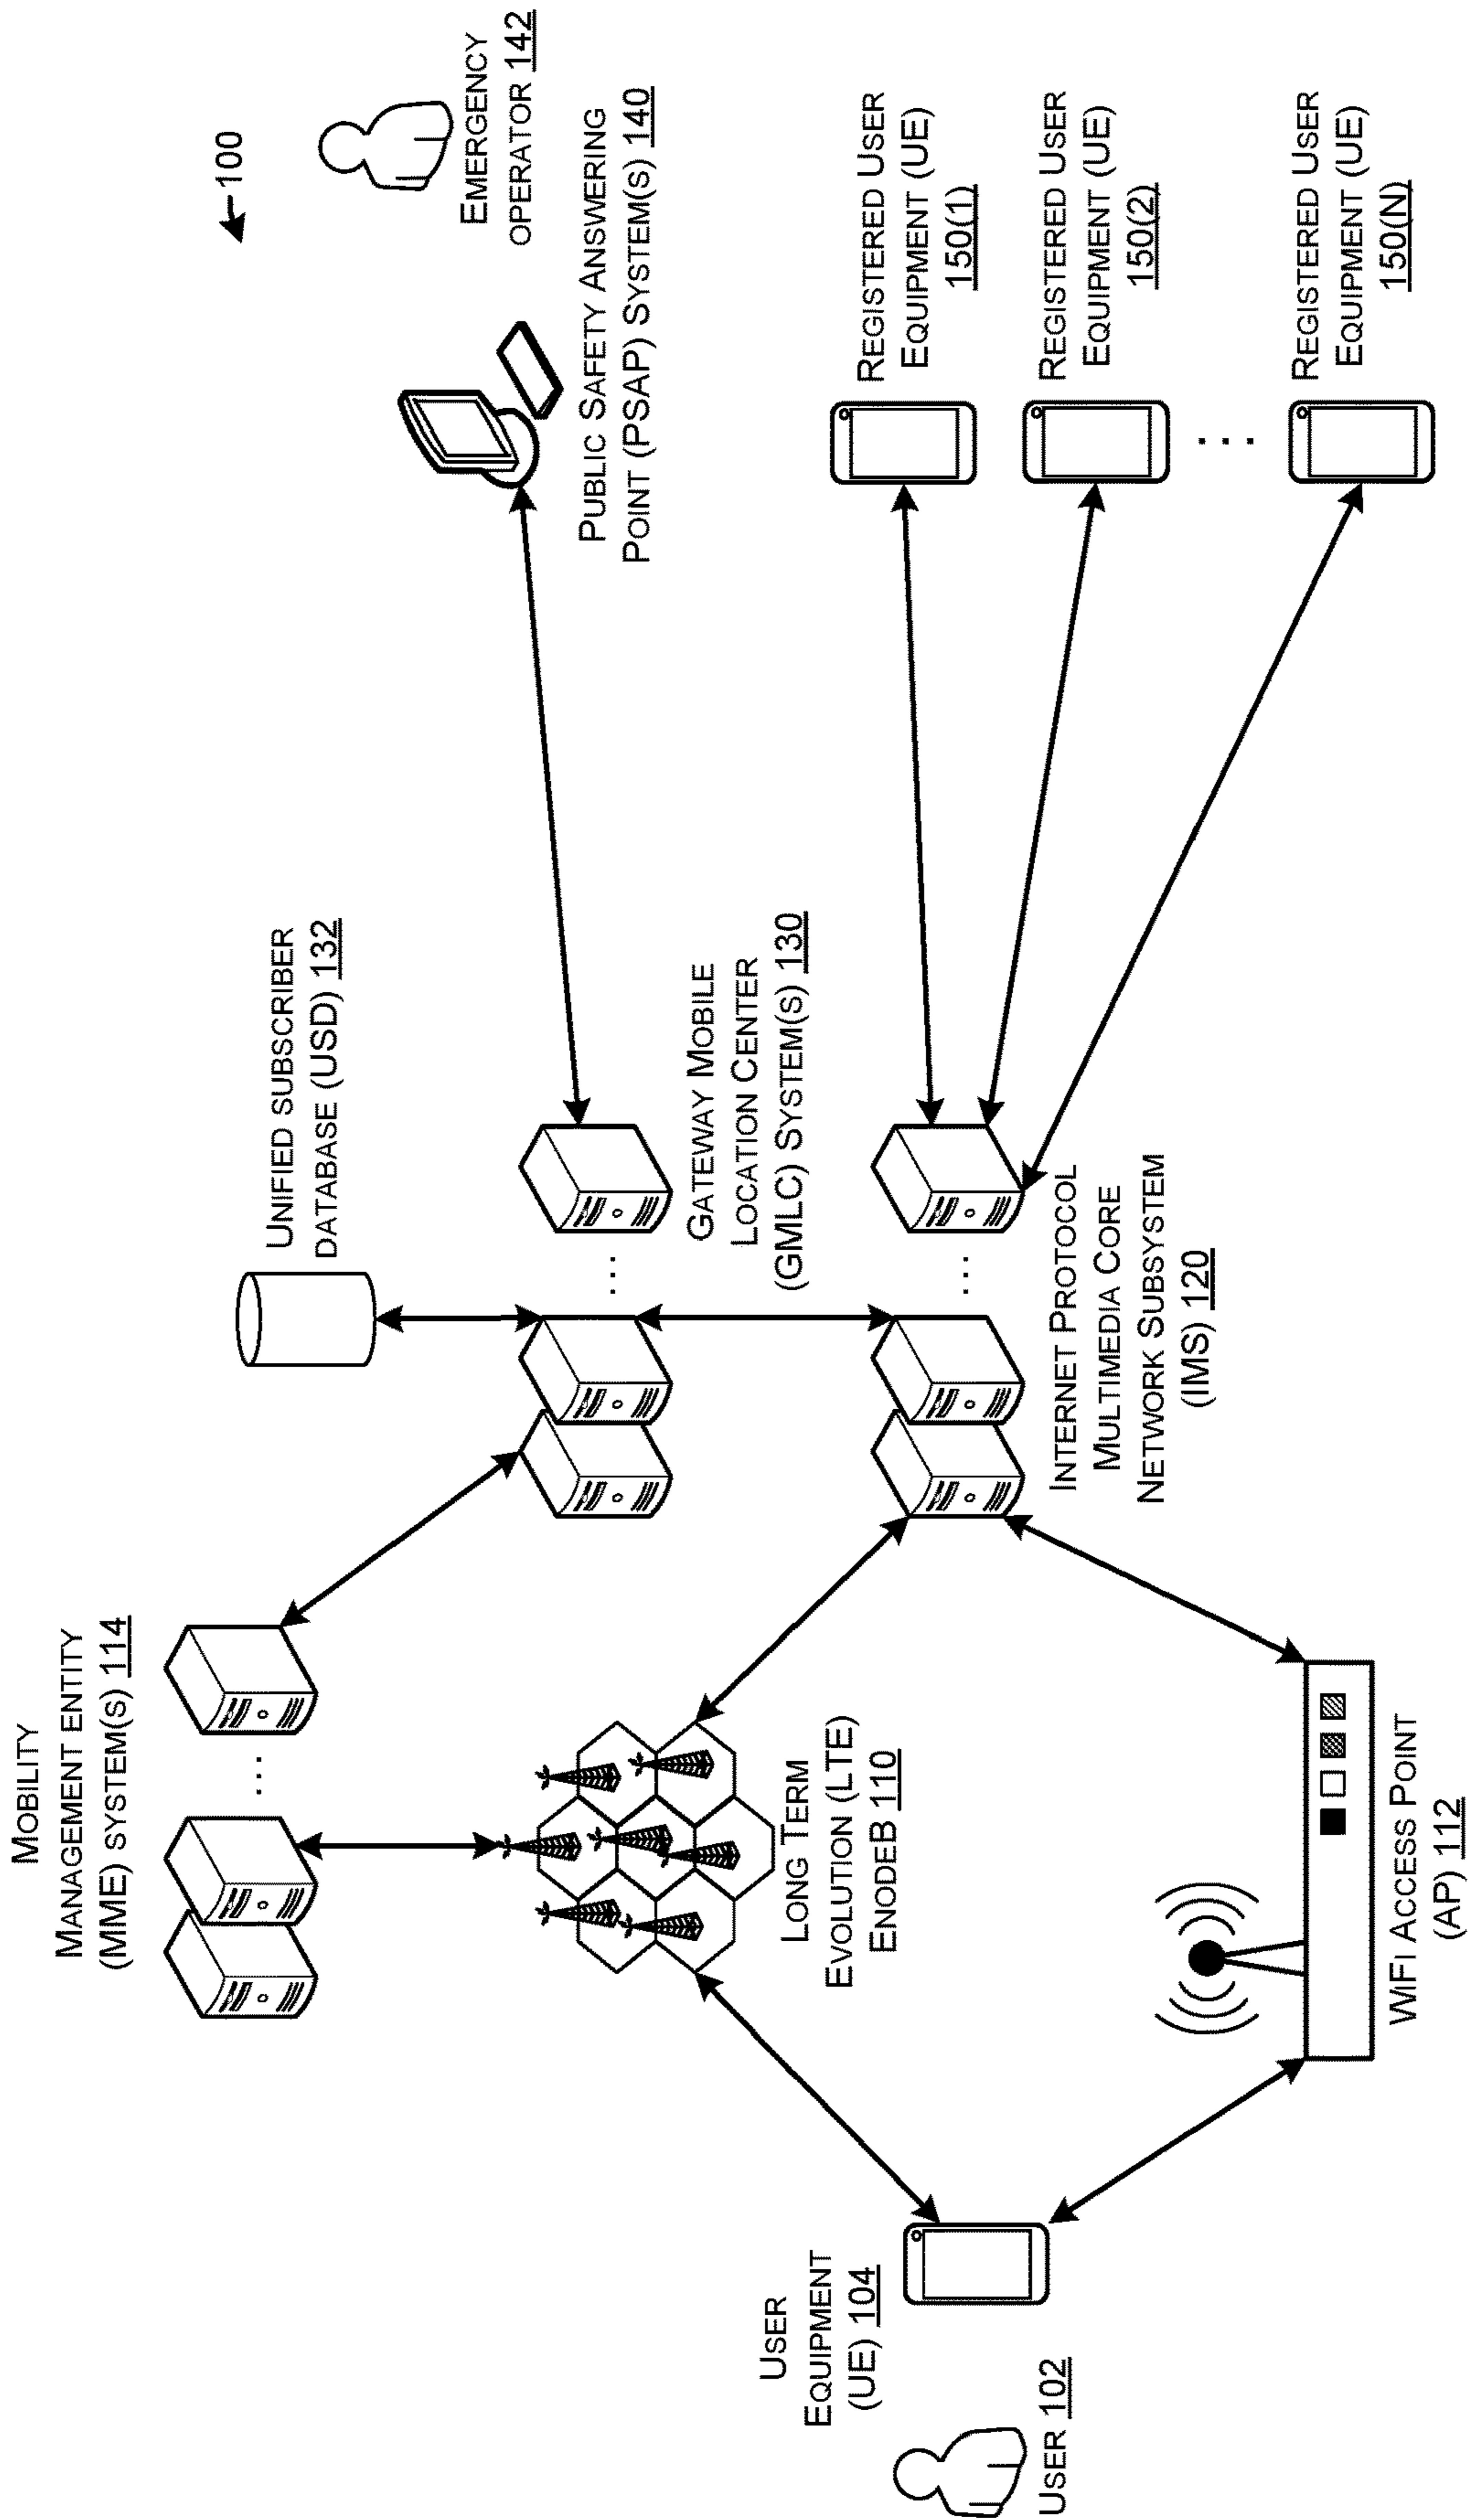 100
EMERGENCY
OPERATOR 142
PUBLIC SAFETY ANSWERING
POINT (PSAP) SYSTEM(S) 140
UNIFIED SUBSCRIBER
DATABASE (USD) 132
MOBILITY
MANAGEMENT ENTITY
(MME) SYSTEM(S) 114
GATEWAY MOBILE
LOCATION CENTER
(GMLC) SYSTEM(S) 130
REGISTERED USER
EQUIPMENT (UE)
150(1)
REGISTERED USER
EQUIPMENT (UE)
150(2)
...
REGISTERED USER
EQUIPMENT (UE)
150(N)
INTERNET PROTOCOL
MULTIMEDIA CORE
NETWORK SUBSYSTEM
(IMS) 120
LONG TERM
EVOLUTION (LTE)
ENODEB 110
WIFI ACCESS POINT
(AP) 112
USER
EQUIPMENT
(UE) 104
USER 102